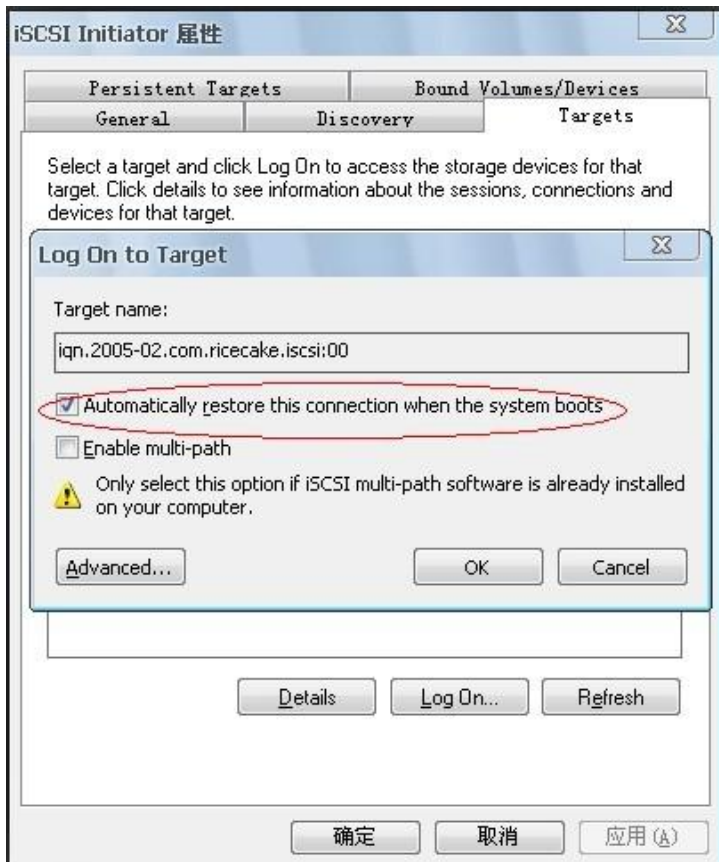 iSCSI Initiator 属性
Persistent Targets
Bound Volumes/Devices
General
Discovery
Targets
Select a target and click Log On to access the storage devices for that
target. Click details to see information about the sessions, connections and
devices for that target.
Log On to Target
Target name:
iqn.2005-02.com.ricecake.iscsi:00
Automatically restore this connection when the system boots
Enable multi-path
Only select this option if iSCSI multi-path software is already installed
on your computer.
Advanced...
OK
Cancel
Details
Log On...
Refresh
确定
取消
应用(A)